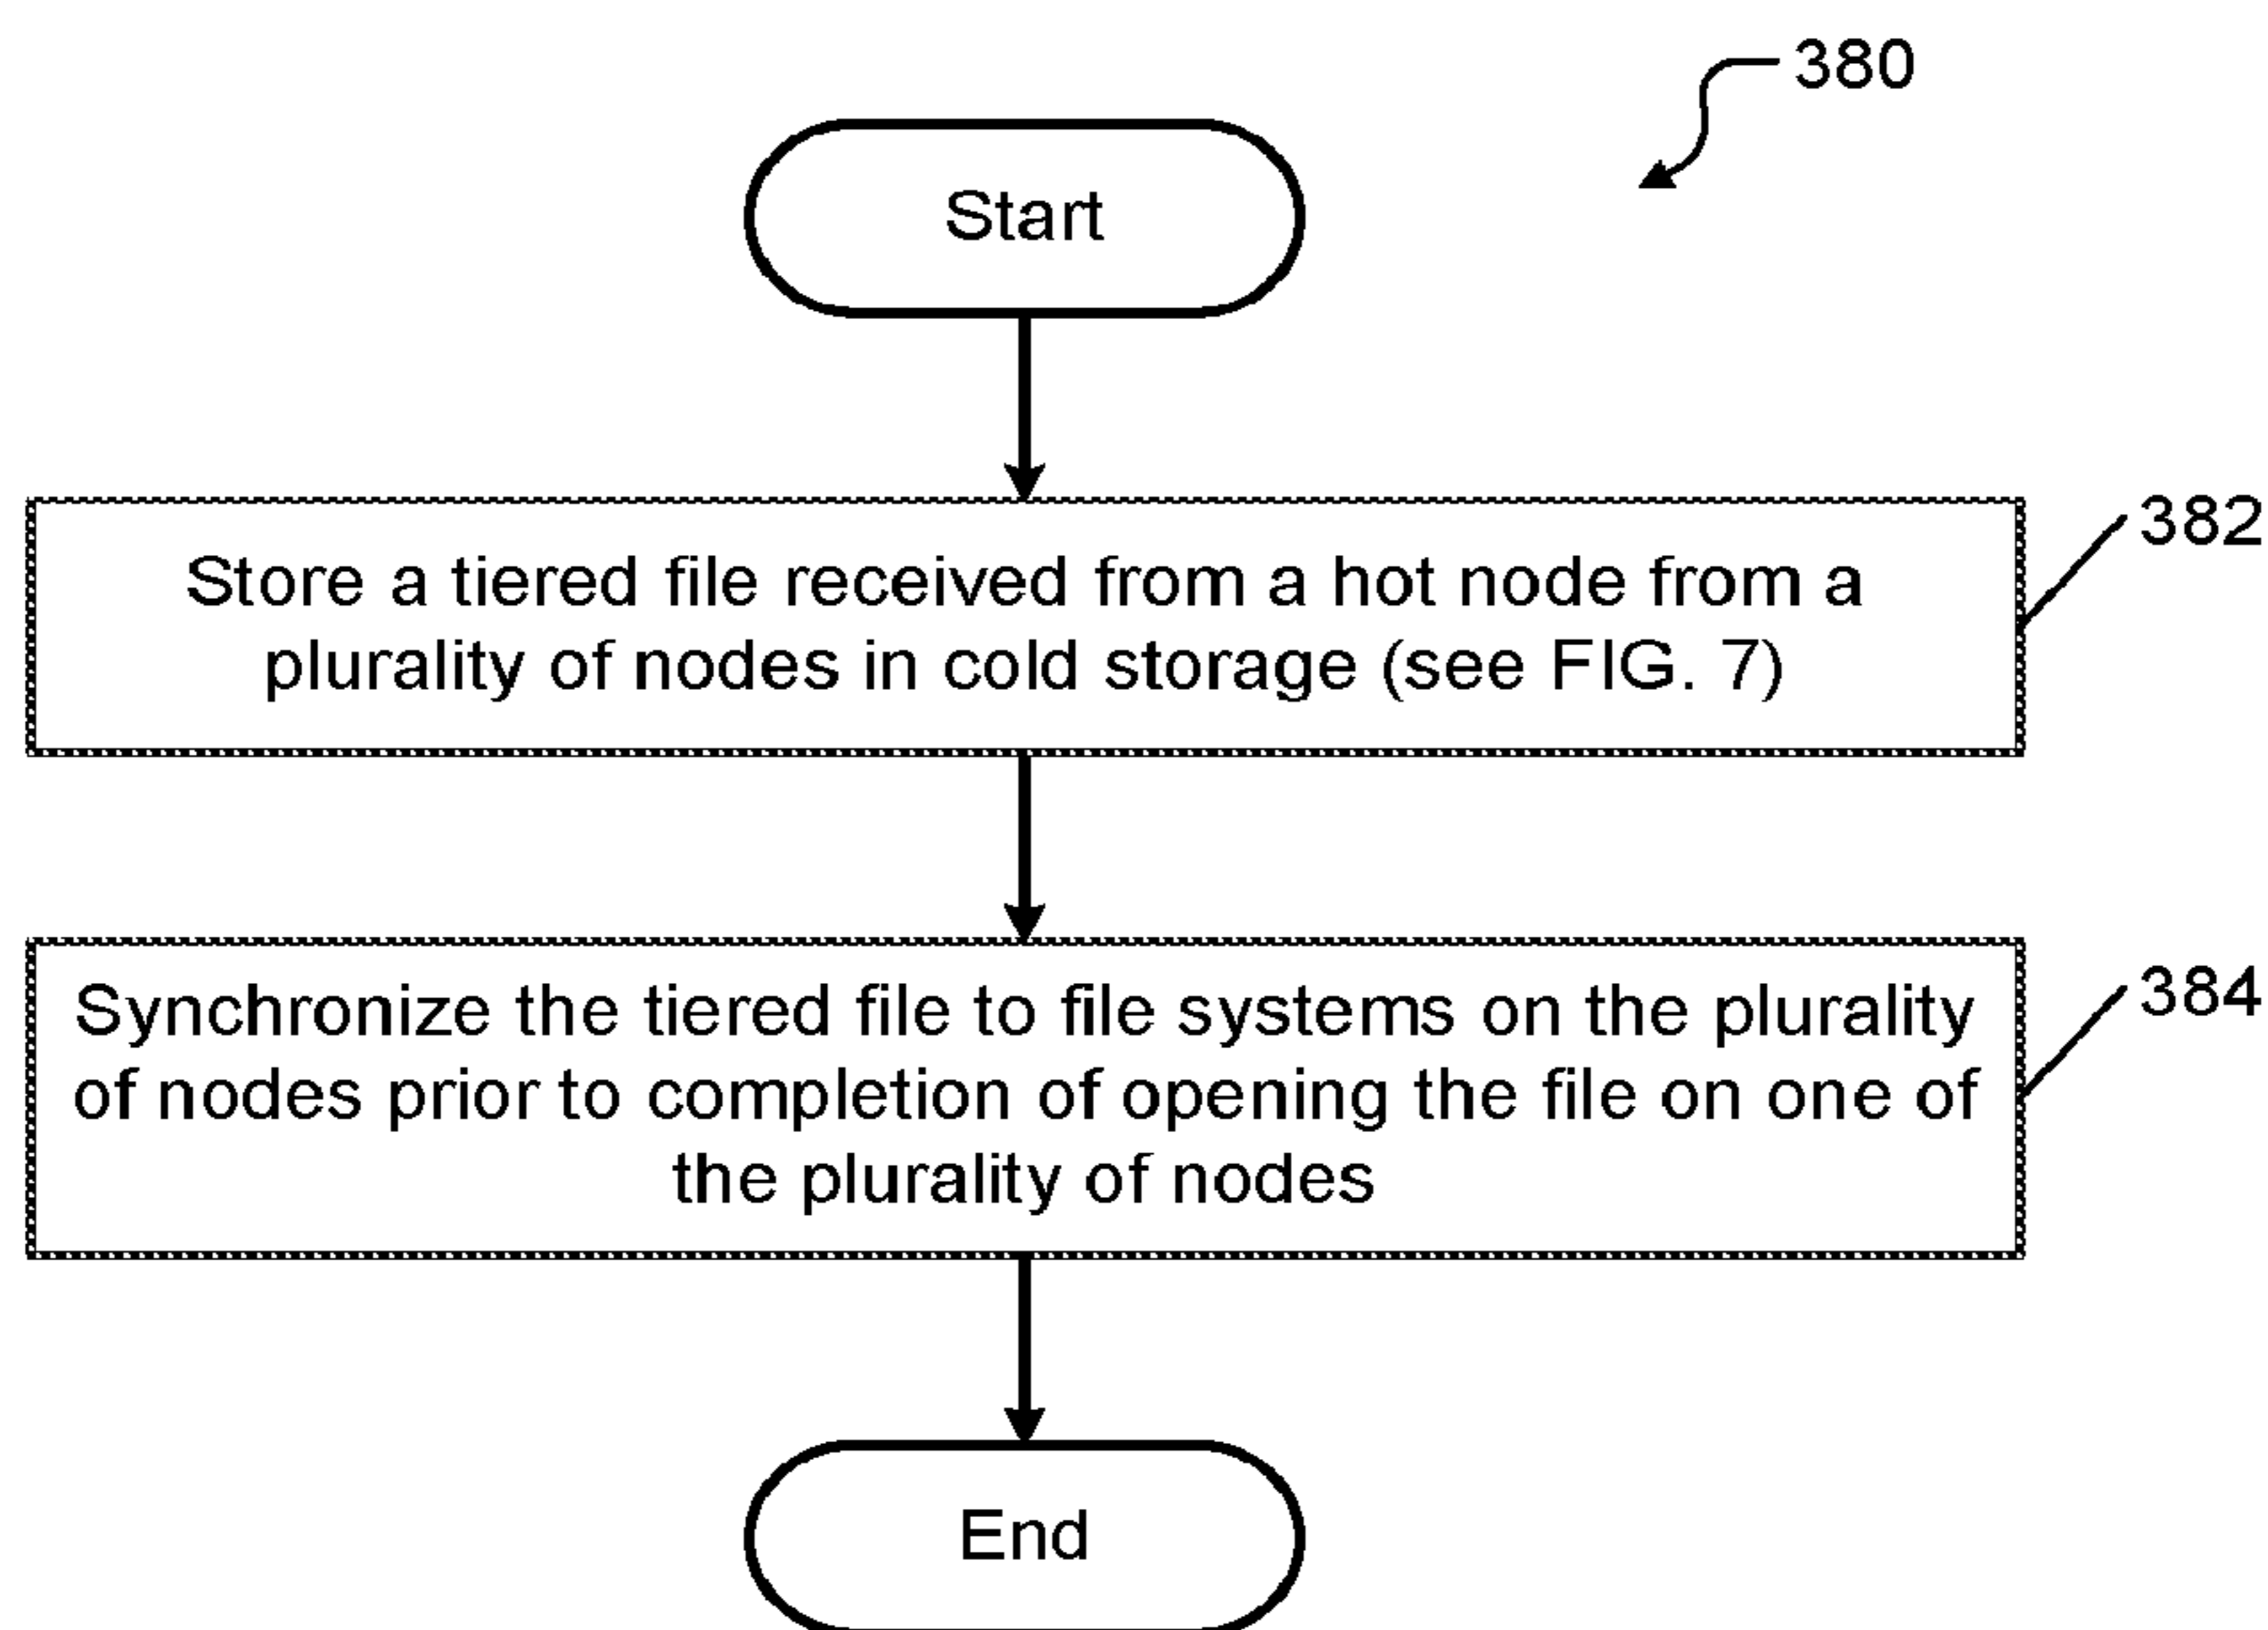 380
Start
Store a tiered file received from a hot node from a
plurality of nodes in cold storage (see FIG. 7)
382
Synchronize the tiered file to file systems on the plurality
of nodes prior to completion of opening the file on one of
the plurality of nodes
384
End